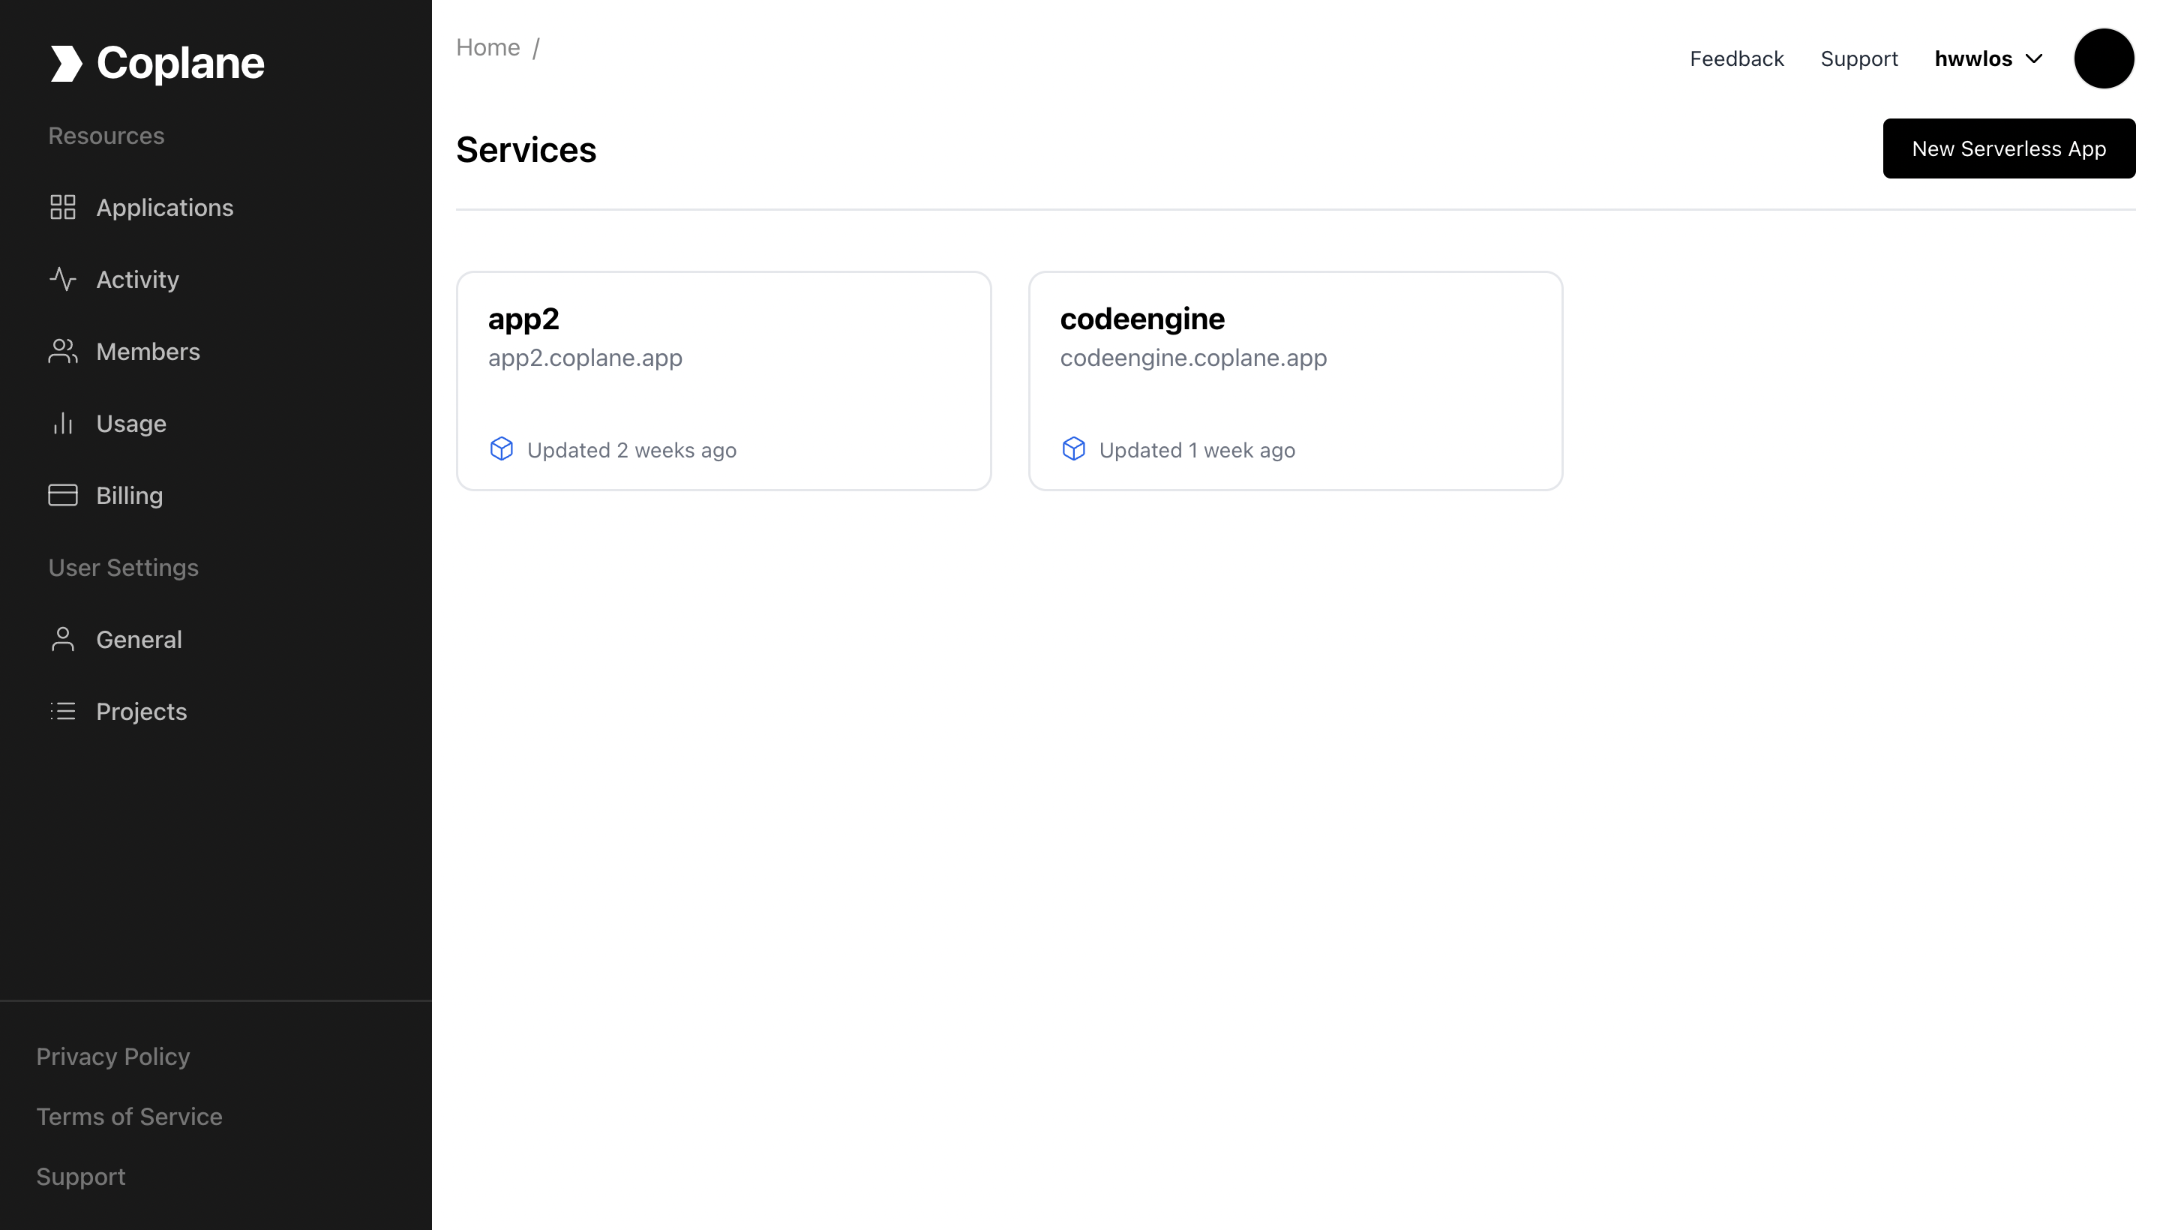 Coplane
Resources
Applications
Activity
Members
Usage
Billing
User Settings
General
Projects
Privacy Policy
Terms of Service
Support
Home /
Feedback Support hwwlos
Services
New Serverless App
app2
app2.coplane.app
Updated 2 weeks ago
codeengine
codeengine.coplane.app
Updated 1 week ago